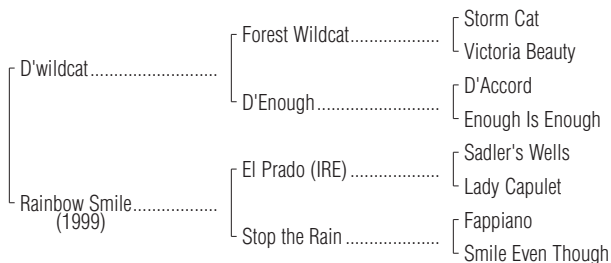 Storm Cat
Forest Wildcat...................
Victoria Beauty
D'wildcat...........................
D'Accord
D'Enough..........................
Enough Is Enough
Sadler's Wells
El Prado (IRE) ...................
Lady Capulet
Rainbow Smile..................
(1999)
Fappiano
Stop the Rain ....................
Smile Even Though